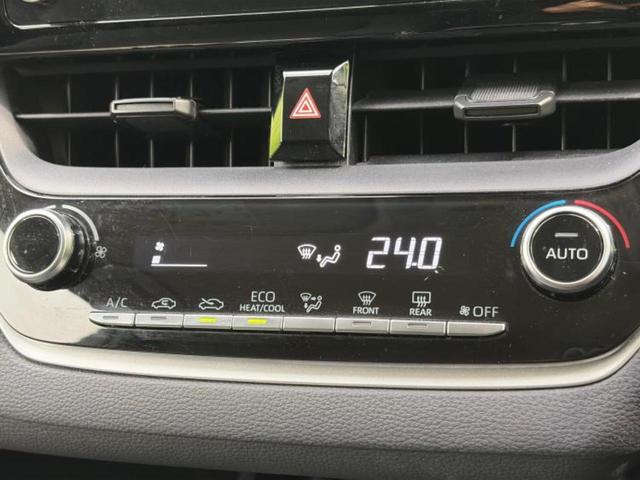 24.0
AUTO
A/C
ECO
HEAT/COOL
FRONT
REAR
OFF